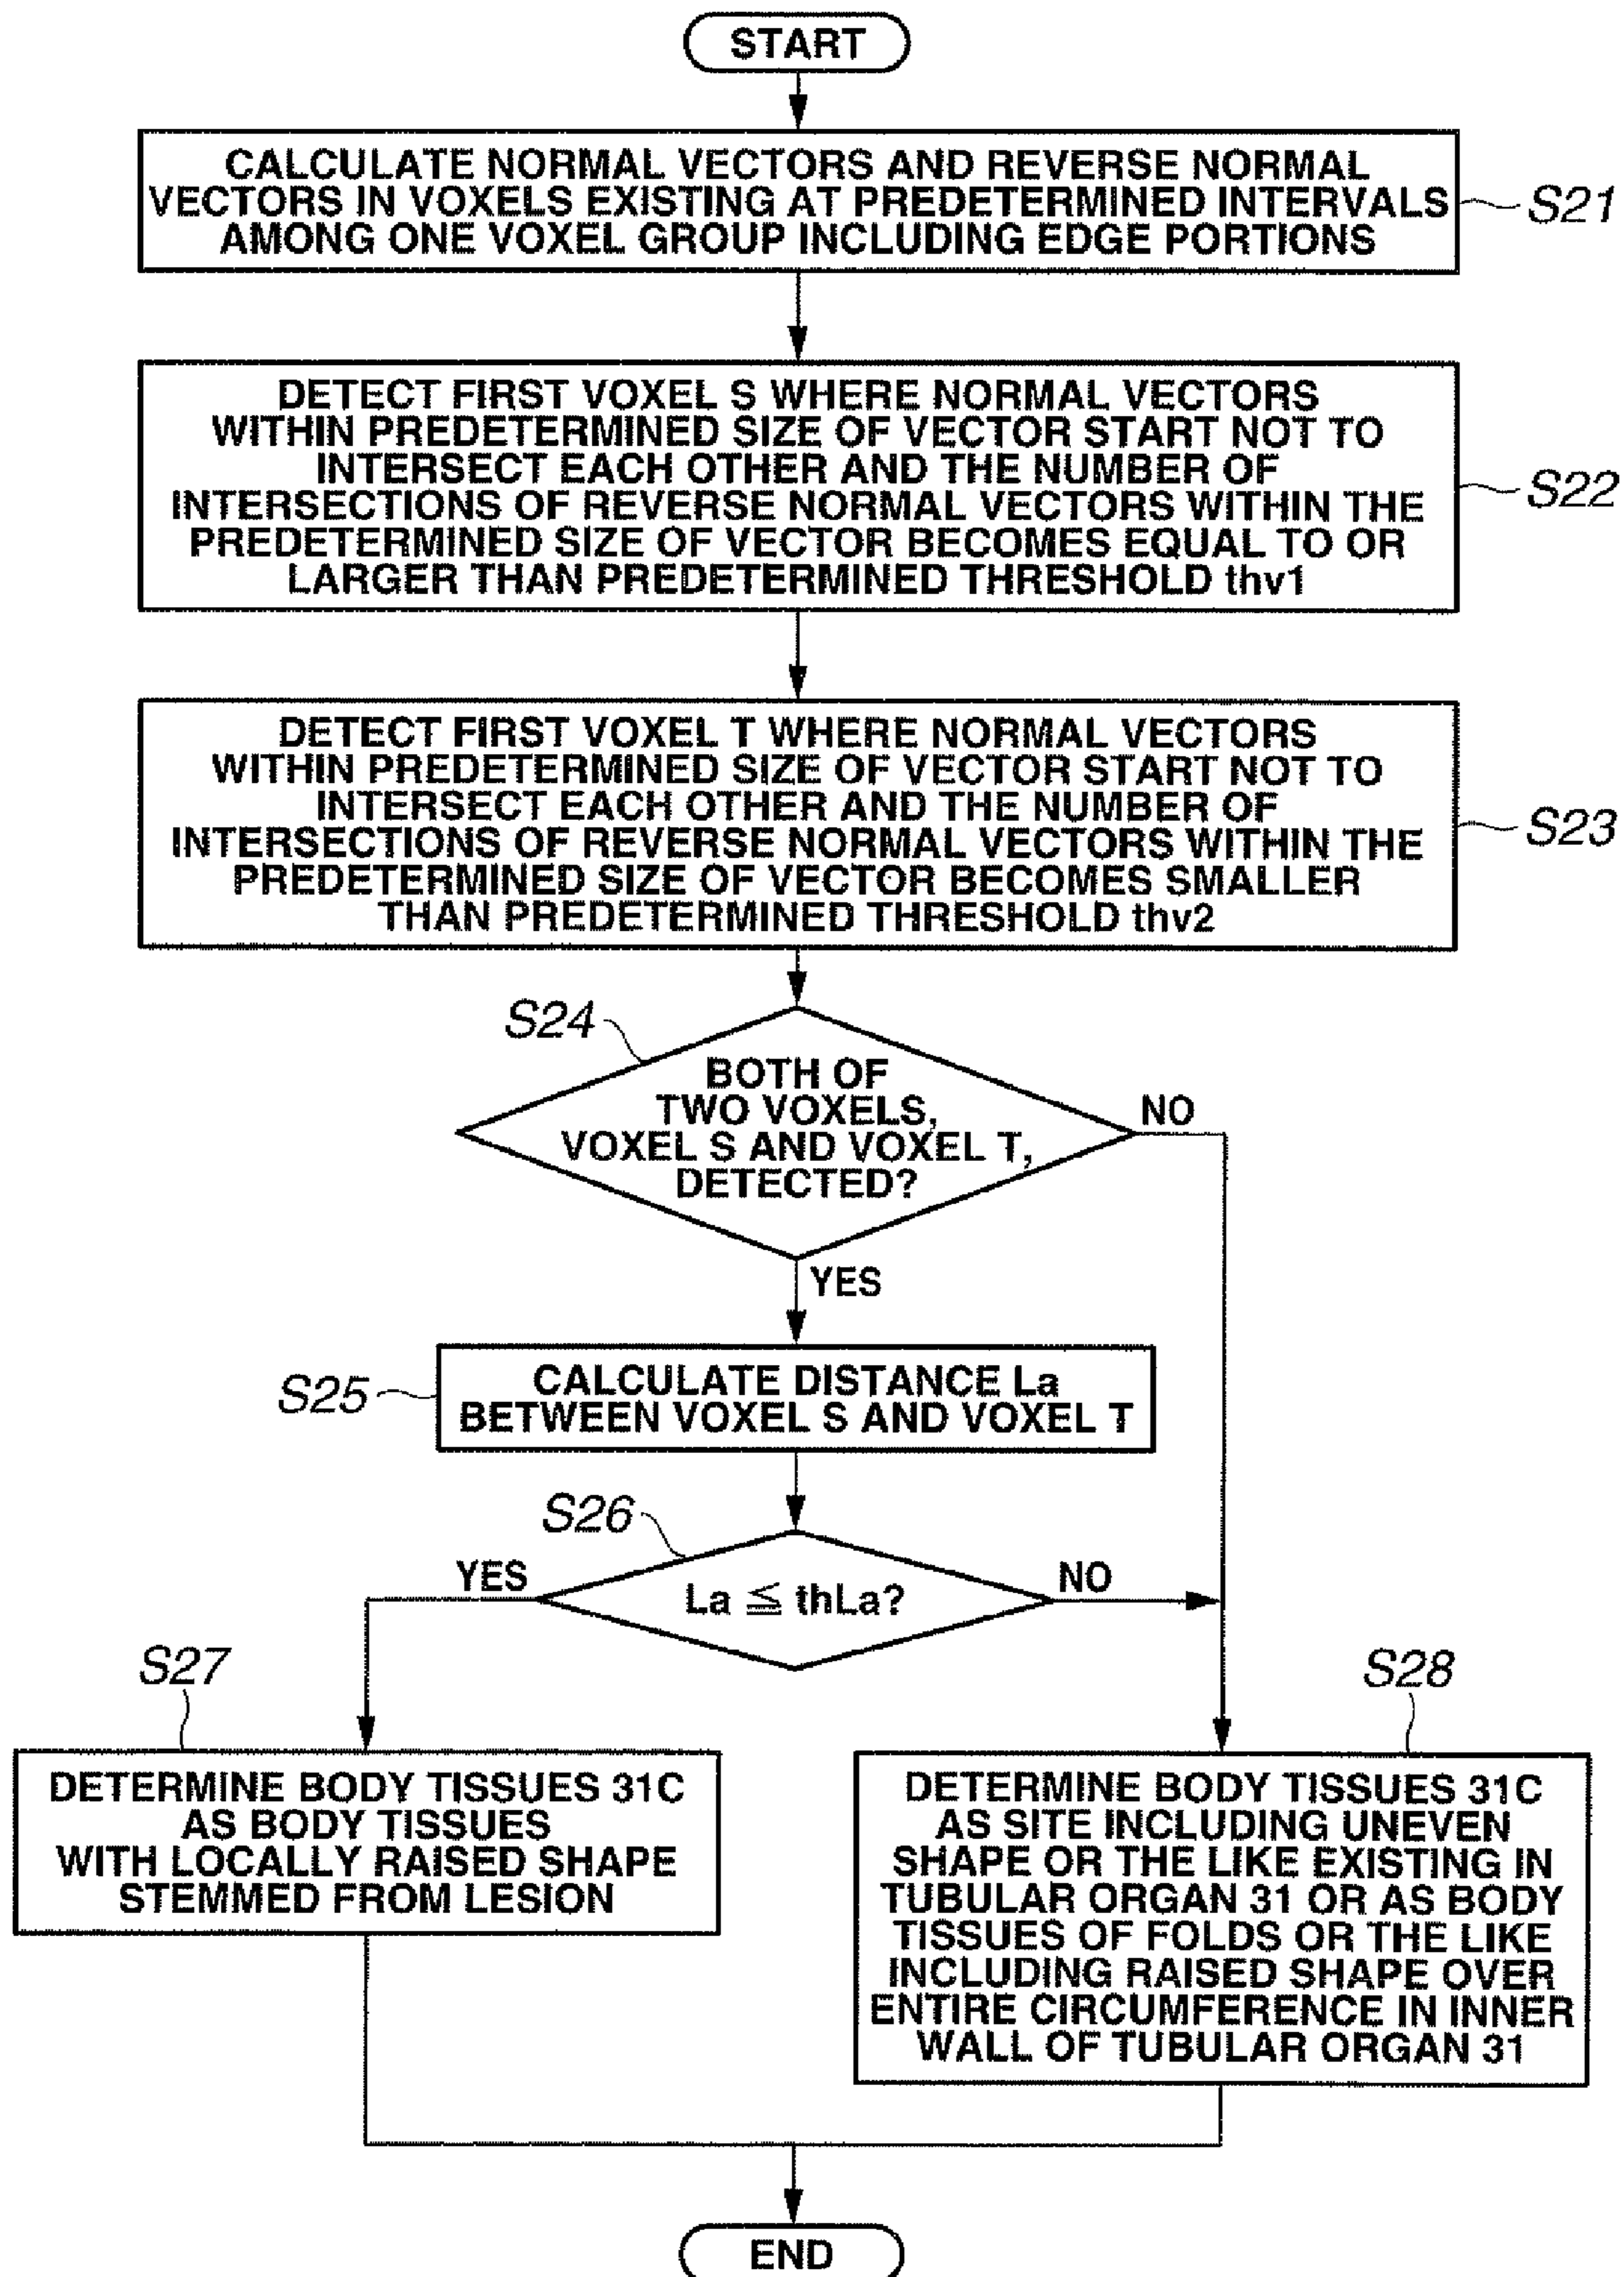 START
CALCULATE NORMAL VECTORS AND REVERSE NORMAL
VECTORS IN VOXELS EXISTING AT PREDETERMINED INTERVALS
AMONG ONE VOXEL GROUP INCLUDING EDGE PORTIONS
S21
DETECT FIRST VOXEL S WHERE NORMAL VECTORS
WITHIN PREDETERMINED SIZE OF VECTOR START NOT TO
INTERSECT EACH OTHER AND THE NUMBER OF
INTERSECTIONS OF REVERSE NORMAL VECTORS WITHIN THE
PREDETERMINED SIZE OF VECTOR BECOMES EQUAL TO OR
LARGER THAN PREDETERMINED THRESHOLD thv1
S22
DETECT FIRST VOXEL T WHERE NORMAL VECTORS
WITHIN PREDETERMINED SIZE OF VECTOR START NOT TO
INTERSECT EACH OTHER AND THE NUMBER OF
INTERSECTIONS OF REVERSE NORMAL VECTORS WITHIN THE
PREDETERMINED SIZE OF VECTOR BECOMES SMALLER
THAN PREDETERMINED THRESHOLD thv2
S23
S24
BOTH OF
TWO VOXELS,
VOXEL S AND VOXEL T,
DETECTED?
NO
YES
S25
CALCULATE DISTANCE La
BETWEEN VOXEL S AND VOXEL T
S26
YES
La ≦ thLa?
NO
S27
DETERMINE BODY TISSUES 31C
AS BODY TISSUES
WITH LOCALLY RAISED SHAPE
STEMMED FROM LESION
S28
DETERMINE BODY TISSUES 31C
AS SITE INCLUDING UNEVEN
SHAPE OR THE LIKE EXISTING IN
TUBULAR ORGAN 31 OR AS BODY
TISSUES OF FOLDS OR THE LIKE
INCLUDING RAISED SHAPE OVER
ENTIRE CIRCUMFERENCE IN INNER
WALL OF TUBULAR ORGAN 31
END